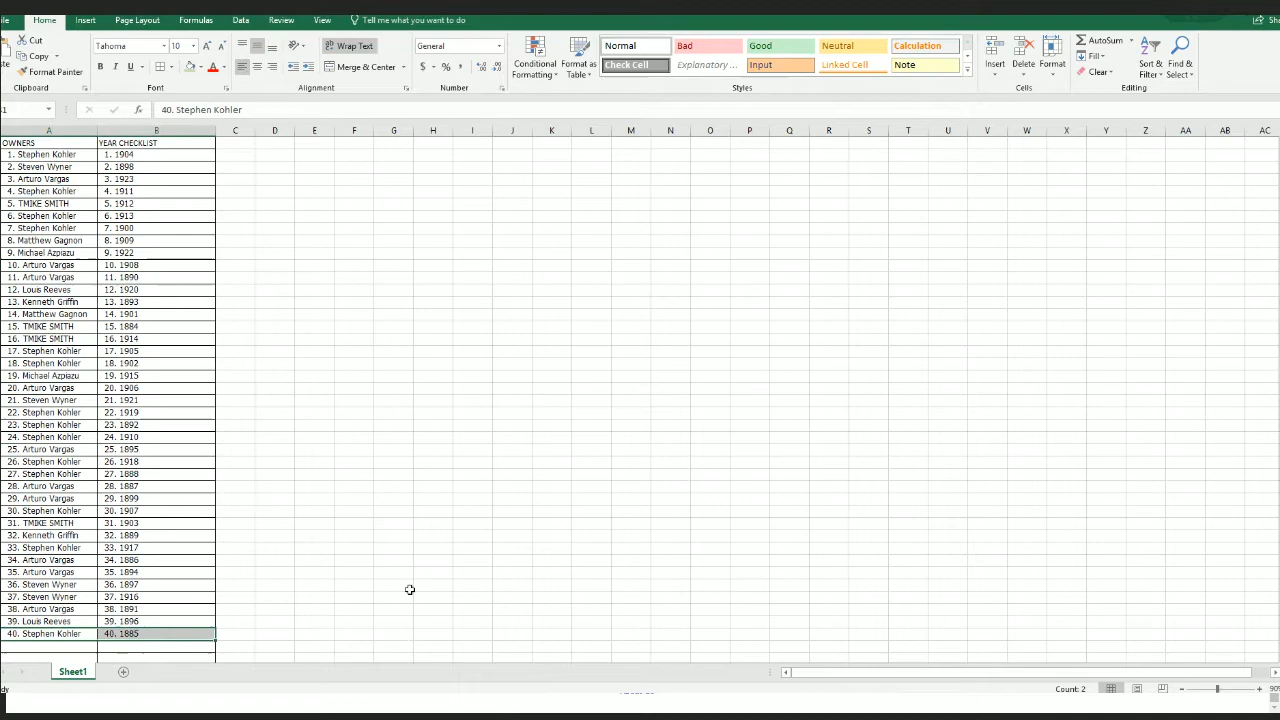 Home Insert Page Layout Formulas Data Review View Tell me what you want to do
Cut
Copy
Format Painter
Clipboard
Tahoma 10
B I U
Font
Wrap Text
Merge & Center
Alignment
General
$ % ,
Number
Conditional Formatting
Format as Table
Normal Bad Good Neutral Calculation
Check Cell Explanatory ... Input Linked Cell Note
Styles
Insert Delete Format
Cells
AutoSum
Fill
Clear
Sort & Filter
Find & Select
Editing
fx 40. Stephen Kohler
A B C D E F G H I J K L M N O P Q R S T U V W X Y Z AA AB AC
OWNERS YEAR CHECKLIST
1. Stephen Kohler 1. 1904
2. Steven Wyner 2. 1898
3. Arturo Vargas 3. 1923
4. Stephen Kohler 4. 1911
5. TMIKE SMITH 5. 1912
6. Stephen Kohler 6. 1913
7. Stephen Kohler 7. 1900
8. Matthew Gagnon 8. 1909
9. Michael Azpiazu 9. 1922
10. Arturo Vargas 10. 1908
11. Arturo Vargas 11. 1890
12. Louis Reeves 12. 1920
13. Kenneth Griffin 13. 1893
14. Matthew Gagnon 14. 1901
15. TMIKE SMITH 15. 1884
16. TMIKE SMITH 16. 1914
17. Stephen Kohler 17. 1905
18. Stephen Kohler 18. 1902
19. Michael Azpiazu 19. 1915
20. Arturo Vargas 20. 1906
21. Steven Wyner 21. 1921
22. Stephen Kohler 22. 1919
23. Stephen Kohler 23. 1892
24. Stephen Kohler 24. 1910
25. Arturo Vargas 25. 1895
26. Stephen Kohler 26. 1918
27. Stephen Kohler 27. 1888
28. Arturo Vargas 28. 1887
29. Arturo Vargas 29. 1899
30. Stephen Kohler 30. 1907
31. TMIKE SMITH 31. 1903
32. Kenneth Griffin 32. 1889
33. Stephen Kohler 33. 1917
34. Arturo Vargas 34. 1886
35. Arturo Vargas 35. 1894
36. Steven Wyner 36. 1897
37. Steven Wyner 37. 1916
38. Arturo Vargas 38. 1891
39. Louis Reeves 39. 1896
40. Stephen Kohler 40. 1885
Sheet1
Count: 2